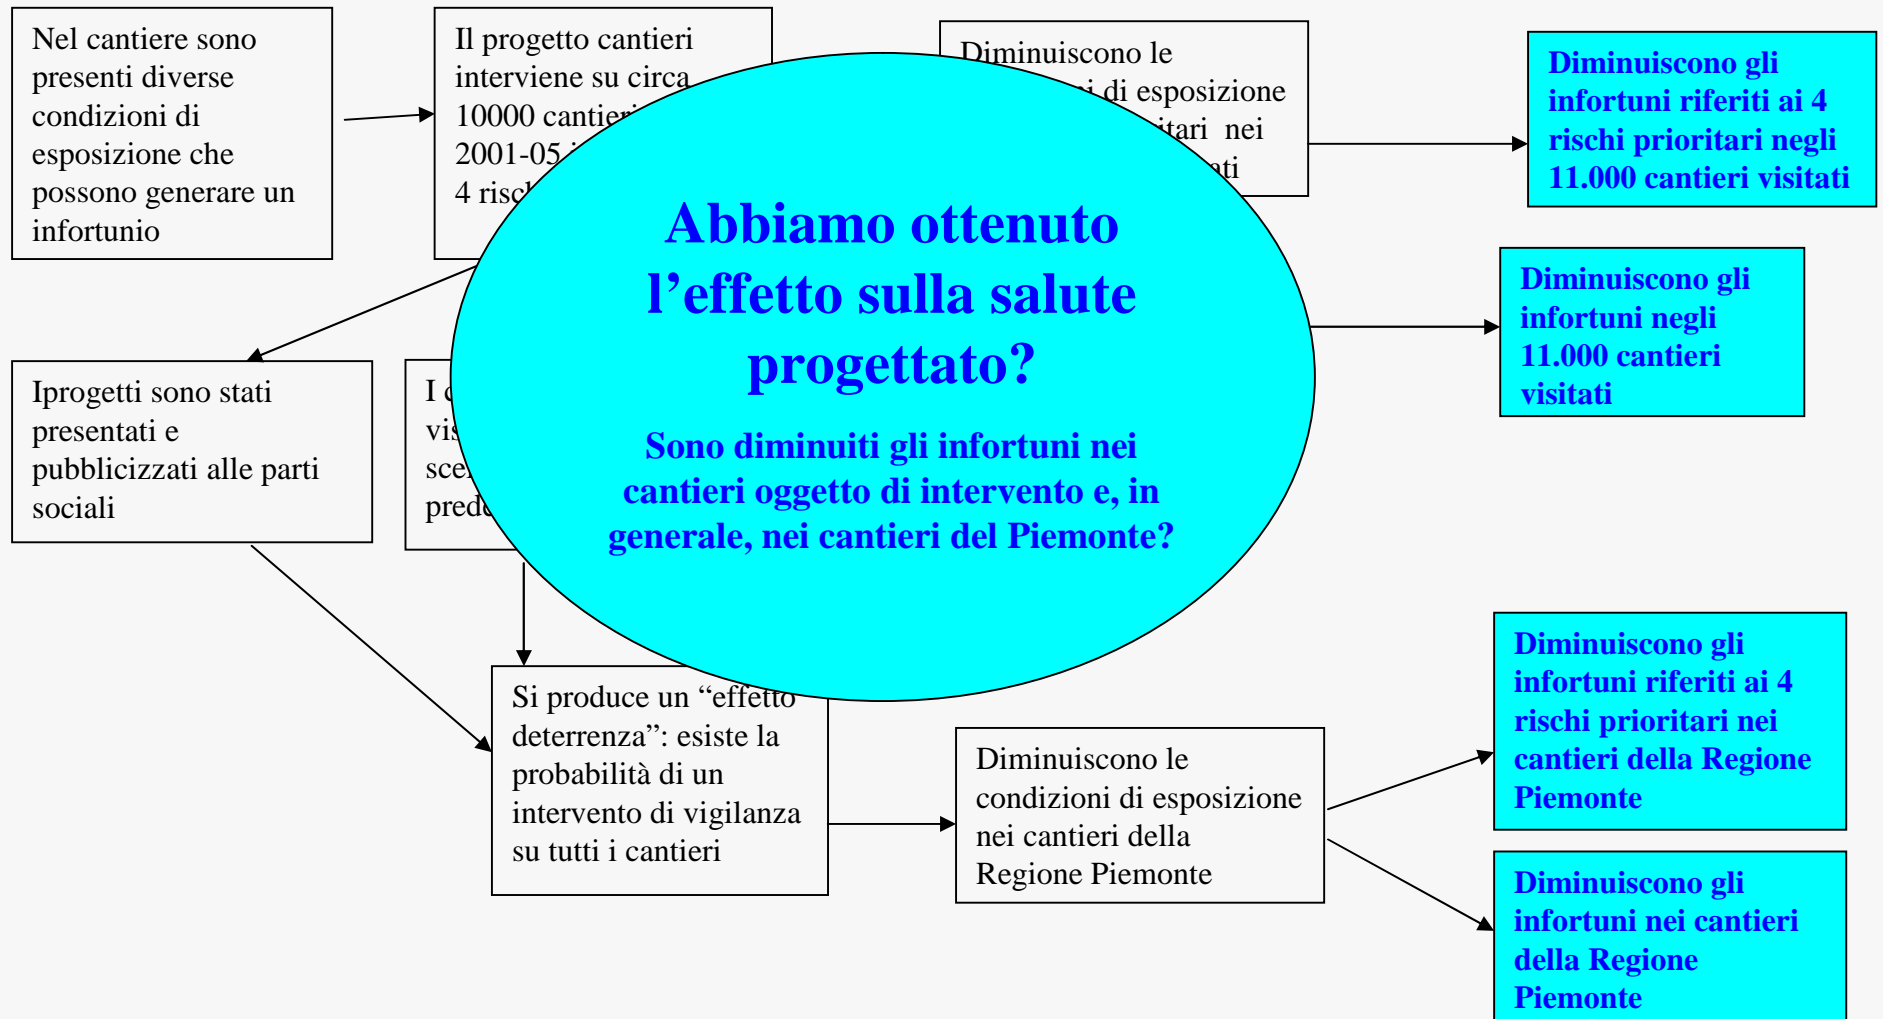 Nel cantiere sono
presenti diverse
condizioni di
esposizione che
possono generare un
infortunio
Il progetto cantieri
interviene su circa
10000
2001-05
4
Diminuiscono le
di esposizione
nei
Diminuiscono gli
infortuni riferiti ai 4
rischi prioritari negli
11.000 cantieri visitati
Abbiamo ottenuto
l’effetto sulla salute
progettato?
Sono diminuiti gli infortuni nei
cantieri oggetto di intervento e, in
generale, nei cantieri del Piemonte?
Diminuiscono gli
infortuni negli
11.000 cantieri
visitati
Iprogetti sono stati
presentati e
pubblicizzati alle parti
sociali
I
Si produce un “effetto
deterrenza”: esiste la
probabilità di un
intervento di vigilanza
su tutti i cantieri
Diminuiscono le
condizioni di esposizione
nei cantieri della
Regione Piemonte
Diminuiscono gli
infortuni riferiti ai 4
rischi prioritari nei
cantieri della Regione
Piemonte
Diminuiscono gli
infortuni nei cantieri
della Regione
Piemonte